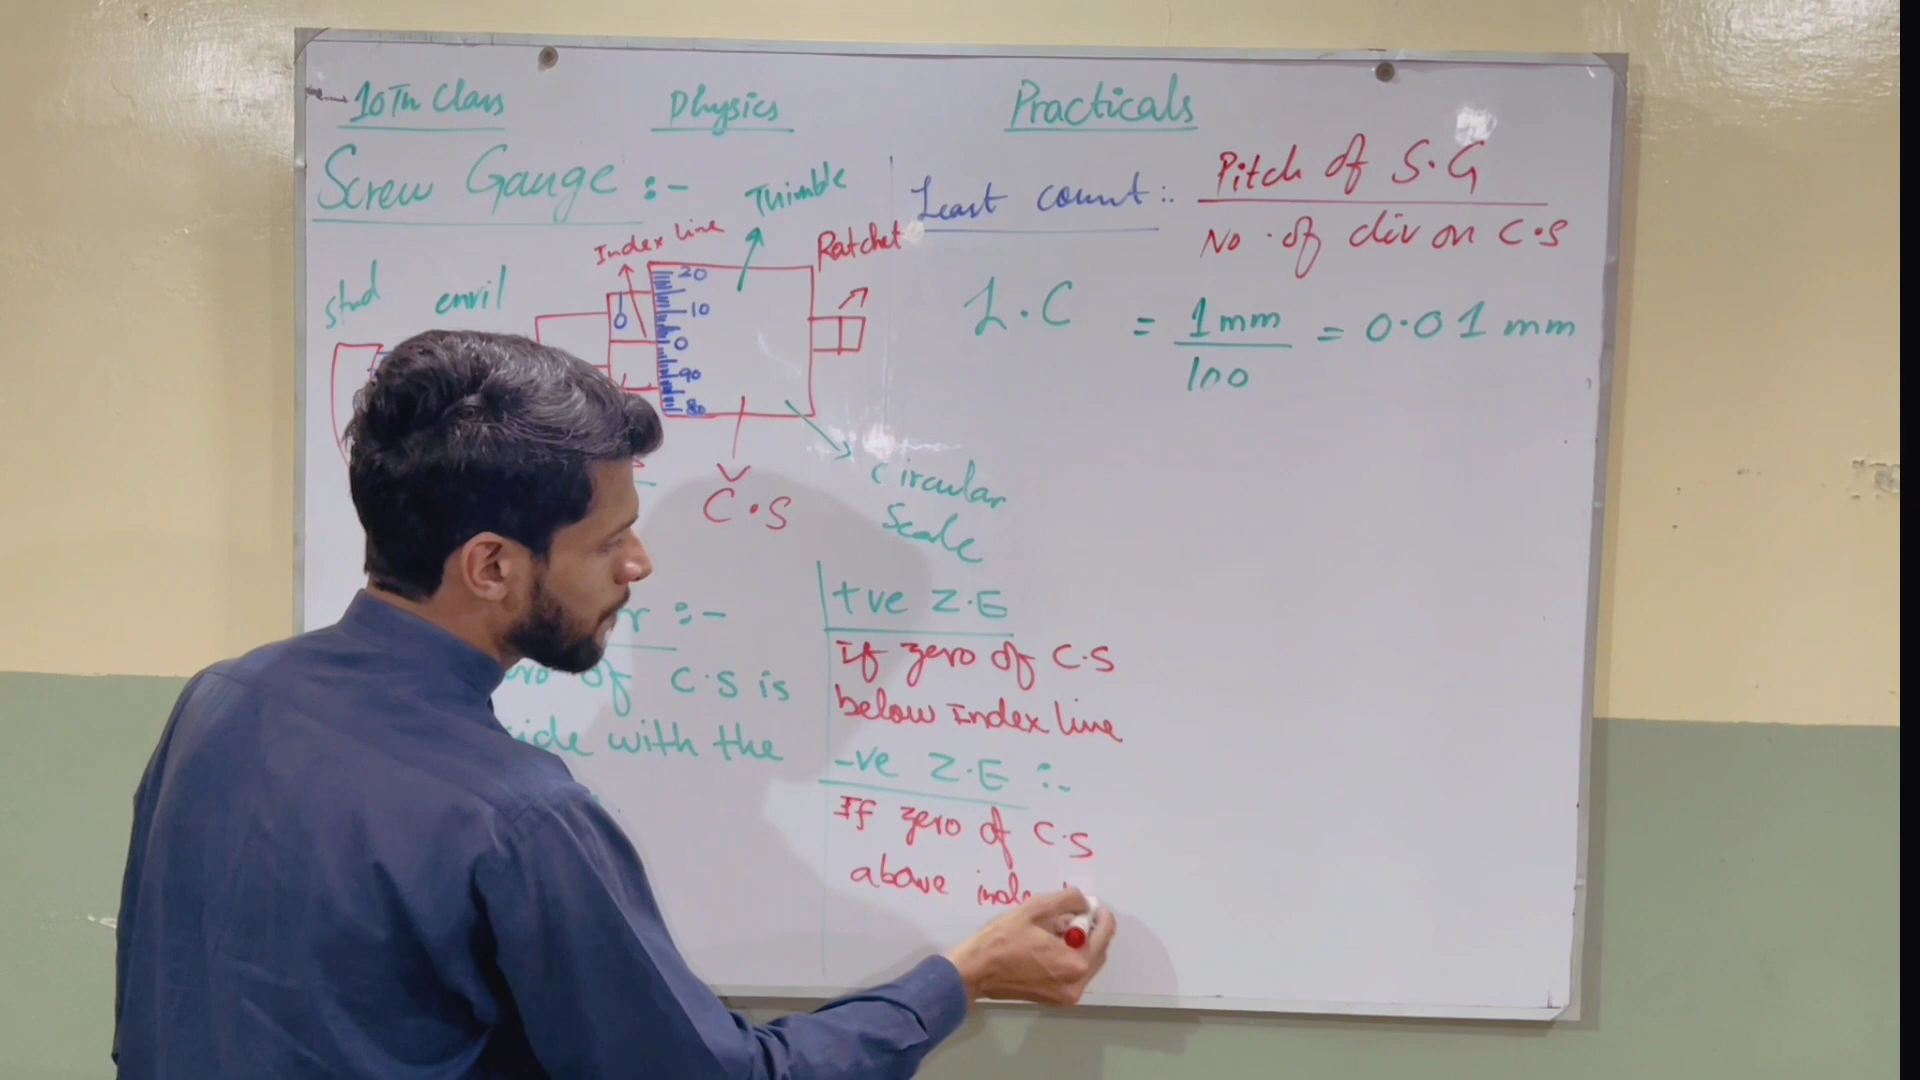 10Th Class Physics Practicals
Screw Gauge :-
Thimble
Index line
Ratchet
stud envil
20
10
0
0
90
80
C.S
Circular
Scale
of C.S is
with the
Least count :. Pitch of S.G
No. of div on C.S
L.C = 1mm = 0.01 mm
100
+ve Z.E
If zero of C.S
below Index line
-ve Z.E :-
If zero of C.S
above